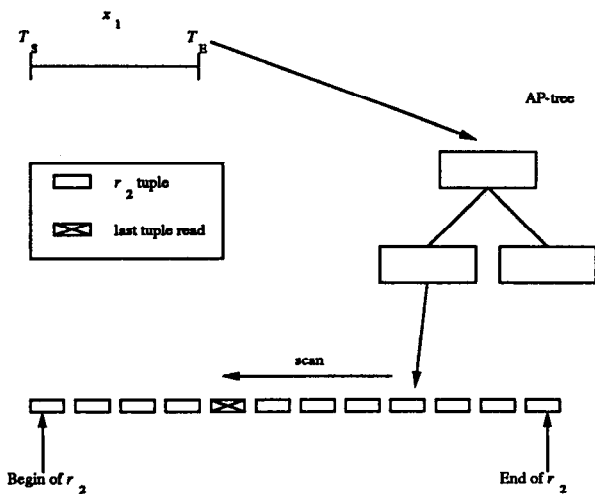 x 1
T S
T E
AP-tree
r 2 tuple
last tuple read
scan
Begin of r 2
End of r 2